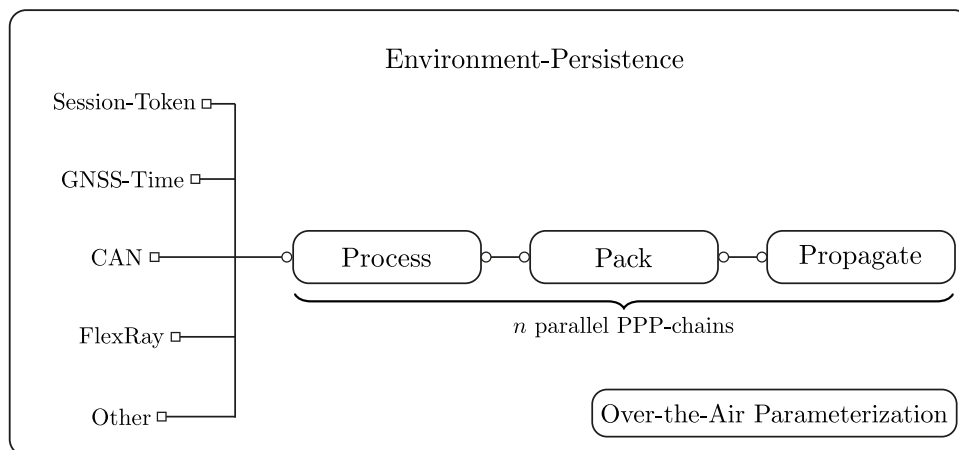 Environment-Persistence
Session-Token
GNSS-Time
CAN
Process
Pack
Propagate
n parallel PPP-chains
FlexRay
Other
Over-the-Air Parameterization